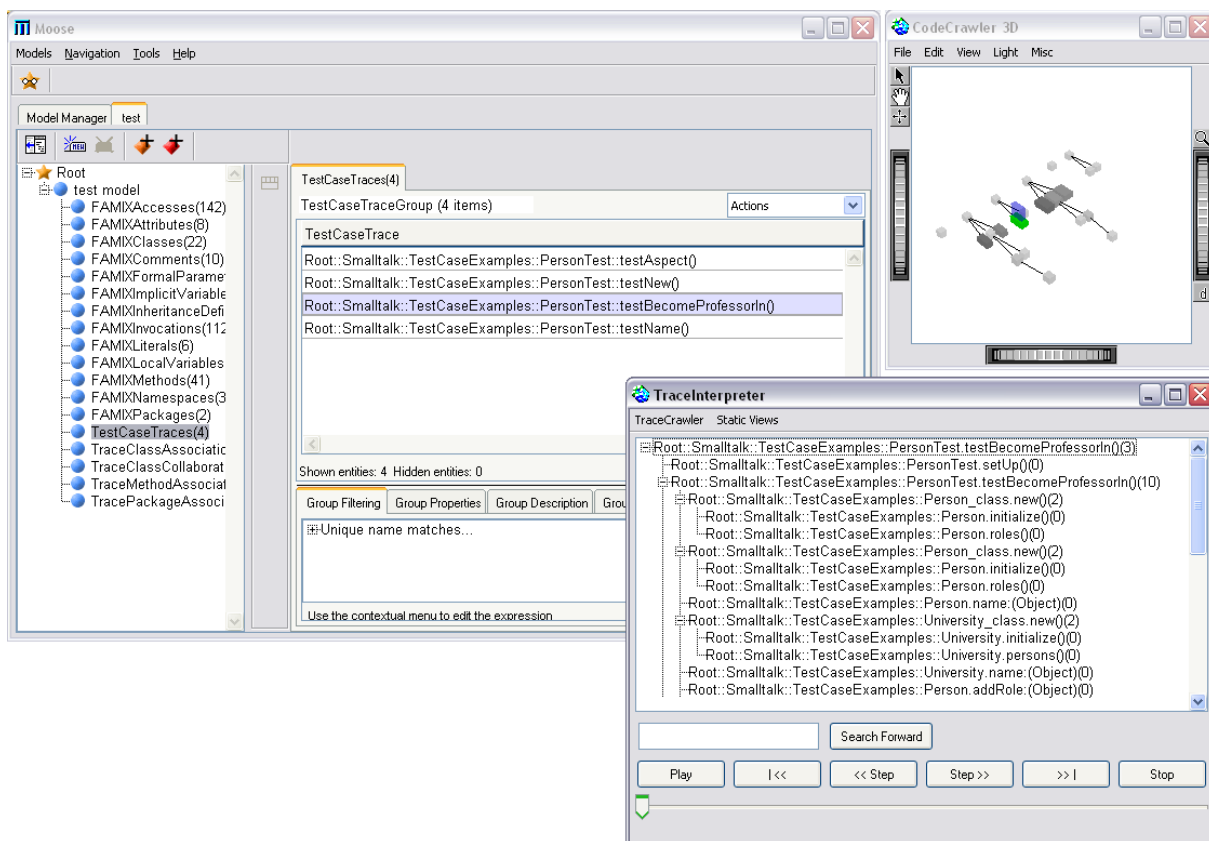 Moose
Models Navigation Tools Help
Model Manager test
NEW
Root
test model
FAMIXAccesses(142)
FAMIXAttributes(8)
FAMIXClasses(22)
FAMIXComments(10)
FAMIXFormalParame
FAMIXImplicitVariable
FAMIXInheritanceDefi
FAMIXInvocations(112
FAMIXLiterals(6)
FAMIXLocalVariables
FAMIXMethods(41)
FAMIXNamespaces(3
FAMIXPackages(2)
TestCaseTraces(4)
TraceClassAssociatic
TraceClassCollaborat
TraceMethodAssociat
TracePackageAssoci
TestCaseTraces(4)
TestCaseTraceGroup (4 items)
Actions
TestCaseTrace
Root::Smalltalk::TestCaseExamples::PersonTest::testAspect()
Root::Smalltalk::TestCaseExamples::PersonTest::testNew()
Root::Smalltalk::TestCaseExamples::PersonTest::testBecomeProfessorIn()
Root::Smalltalk::TestCaseExamples::PersonTest::testName()
Shown entities: 4 Hidden entities: 0
Group Filtering Group Properties Group Description Grou
Unique name matches...
Use the contextual menu to edit the expression
CodeCrawler 3D
File Edit View Light Misc
d
TraceInterpreter
TraceCrawler Static Views
Root::Smalltalk::TestCaseExamples::PersonTest.testBecomeProfessorIn()(3)
Root::Smalltalk::TestCaseExamples::PersonTest.setUp()(0)
Root::Smalltalk::TestCaseExamples::PersonTest.testBecomeProfessorIn()(10)
Root::Smalltalk::TestCaseExamples::Person_class.new()(2)
Root::Smalltalk::TestCaseExamples::Person.initialize()(0)
Root::Smalltalk::TestCaseExamples::Person.roles()(0)
Root::Smalltalk::TestCaseExamples::Person_class.new()(2)
Root::Smalltalk::TestCaseExamples::Person.initialize()(0)
Root::Smalltalk::TestCaseExamples::Person.roles()(0)
Root::Smalltalk::TestCaseExamples::Person.name:(Object)(0)
Root::Smalltalk::TestCaseExamples::University_class.new()(2)
Root::Smalltalk::TestCaseExamples::University.initialize()(0)
Root::Smalltalk::TestCaseExamples::University.persons()(0)
Root::Smalltalk::TestCaseExamples::University.name:(Object)(0)
Root::Smalltalk::TestCaseExamples::Person.addRole:(Object)(0)
Search Forward
Play |<< << Step Step >> >>| Stop